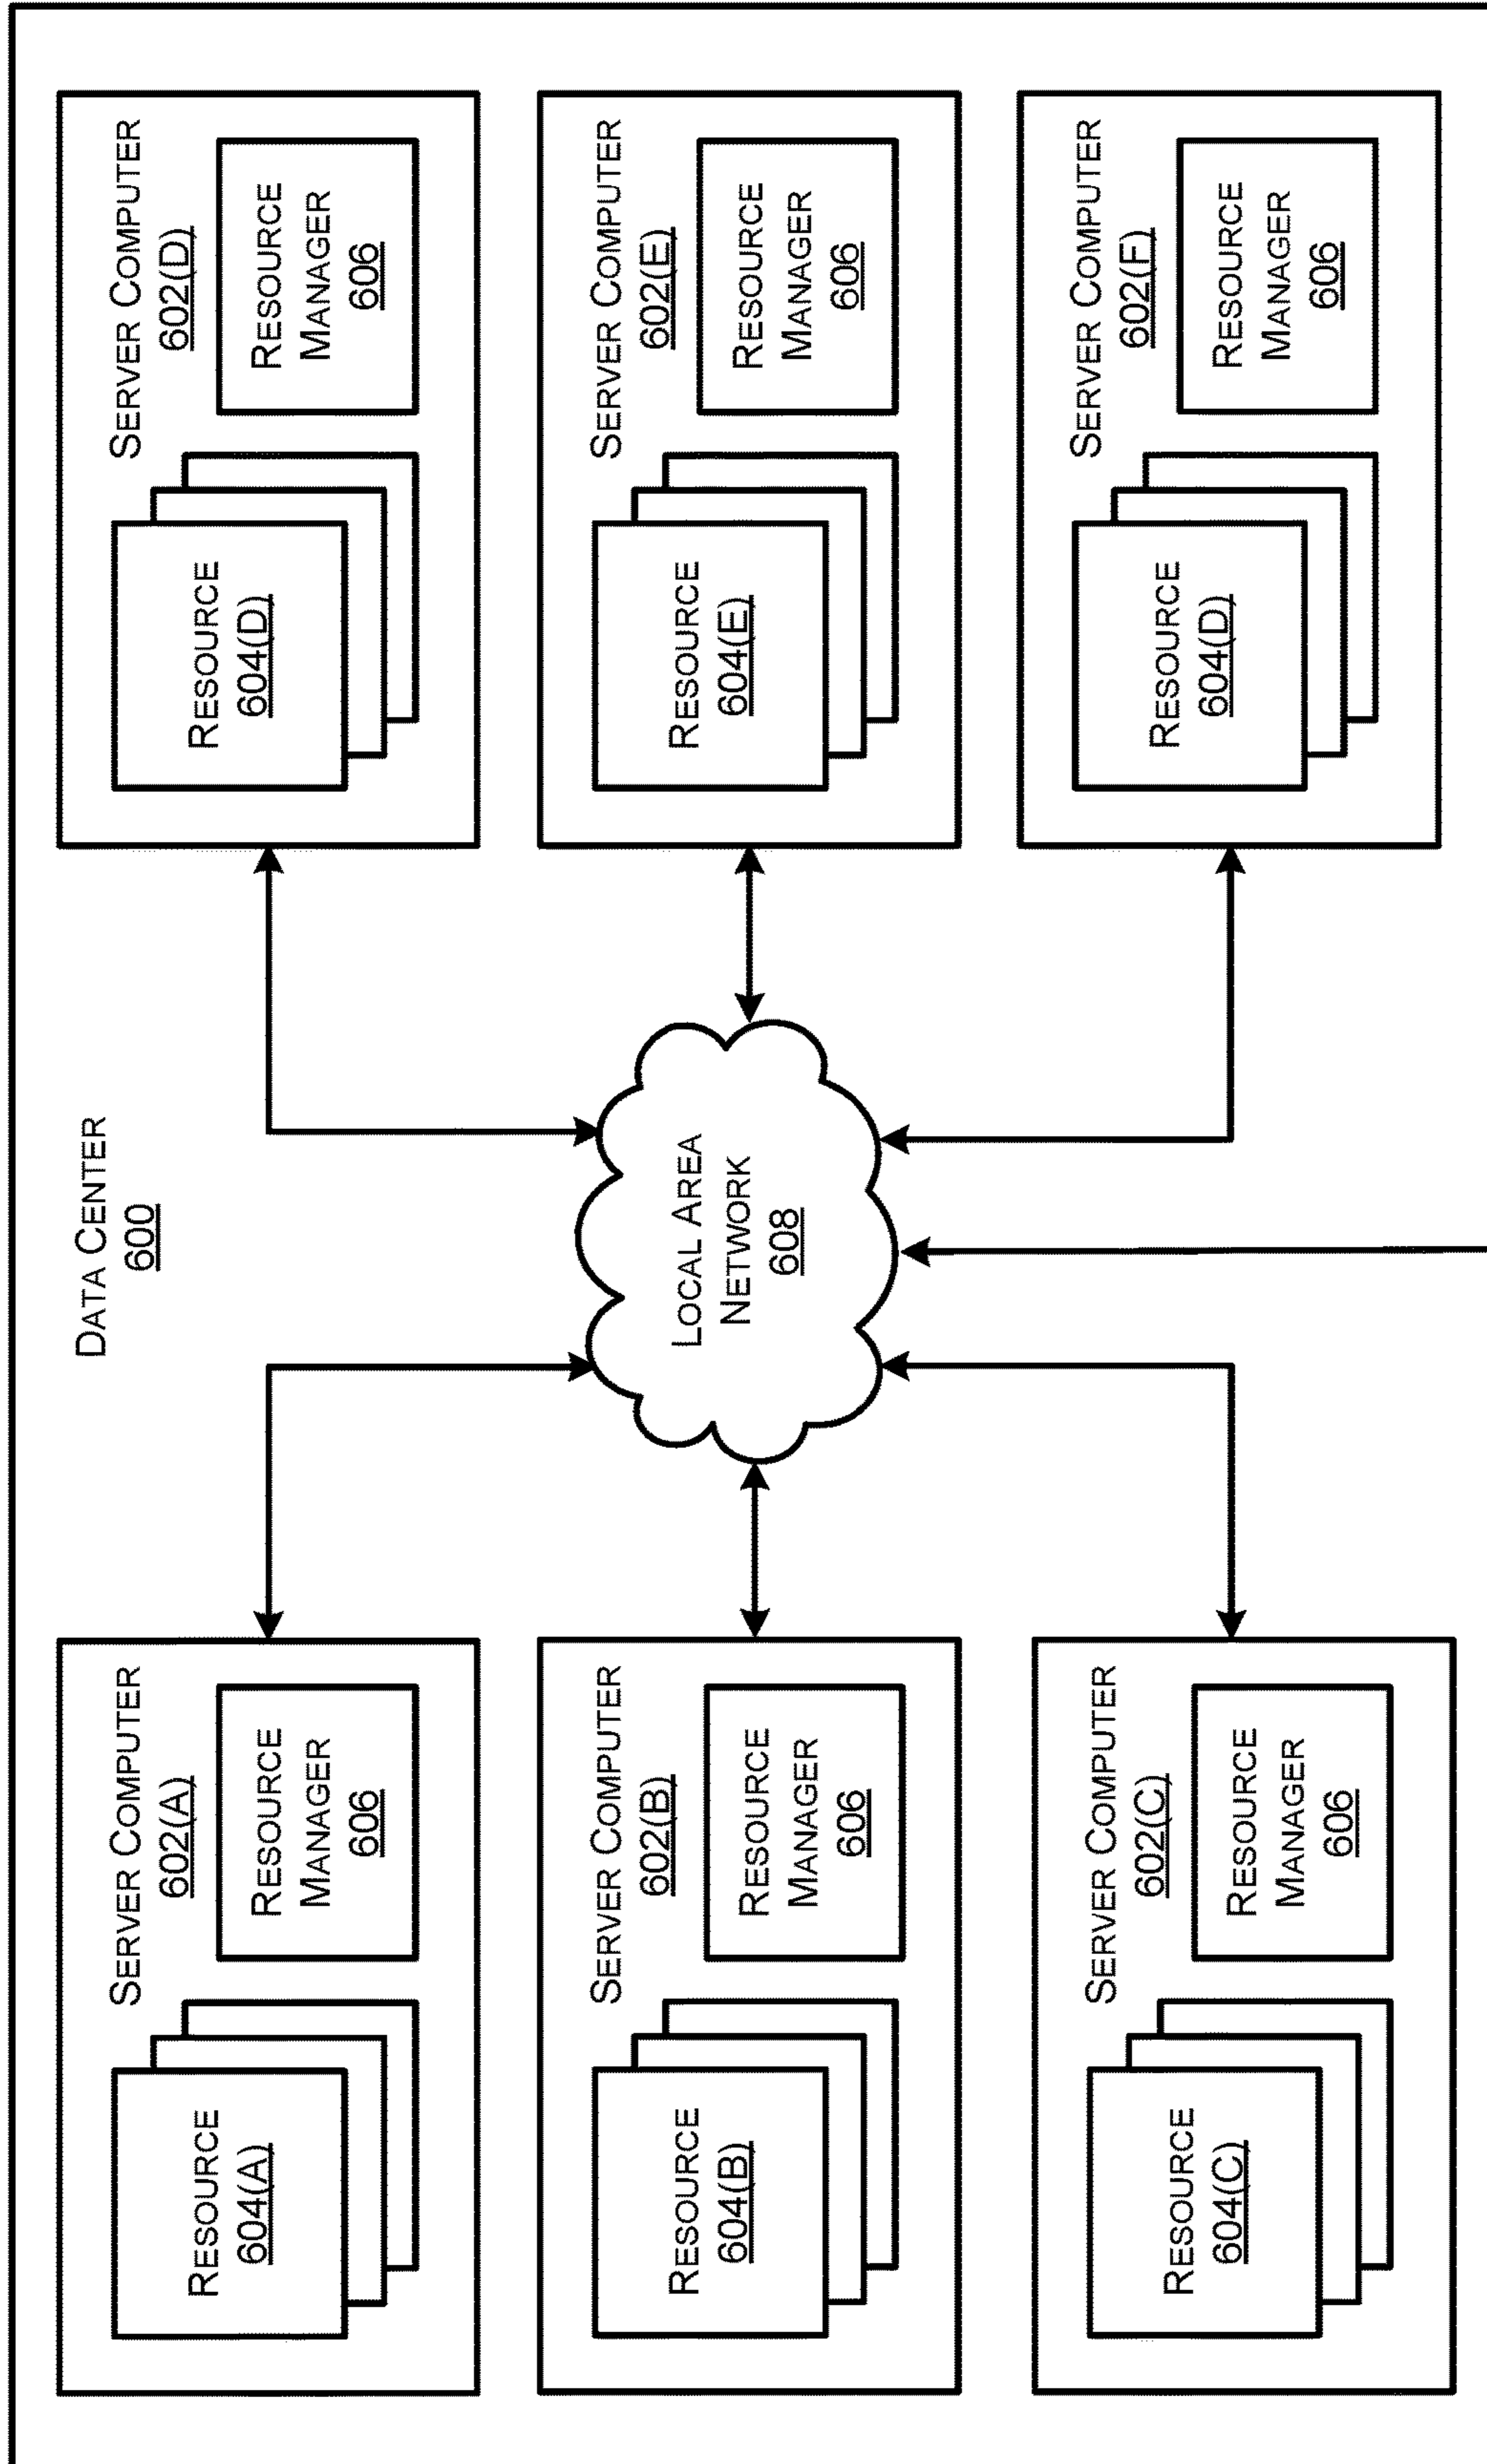 DATA CENTER
600
SERVER COMPUTER
602(A)
RESOURCE
604(A)
RESOURCE
MANAGER
606
SERVER COMPUTER
602(D)
RESOURCE
604(D)
RESOURCE
MANAGER
606
SERVER COMPUTER
602(B)
RESOURCE
604(B)
RESOURCE
MANAGER
606
LOCAL AREA
NETWORK
608
SERVER COMPUTER
602(E)
RESOURCE
604(E)
RESOURCE
MANAGER
606
SERVER COMPUTER
602(C)
RESOURCE
604(C)
RESOURCE
MANAGER
606
SERVER COMPUTER
602(F)
RESOURCE
604(D)
RESOURCE
MANAGER
606